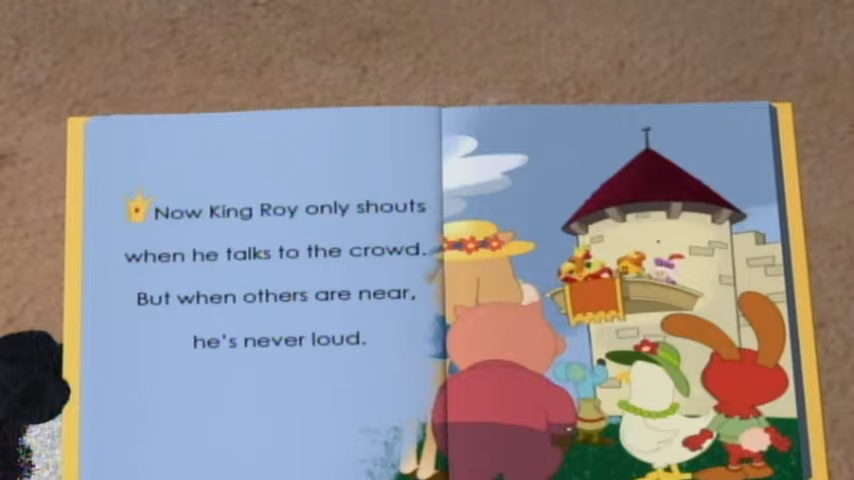 Now King Roy only shouts
when he talks to the crowd.
But when others are near,
he's never loud.